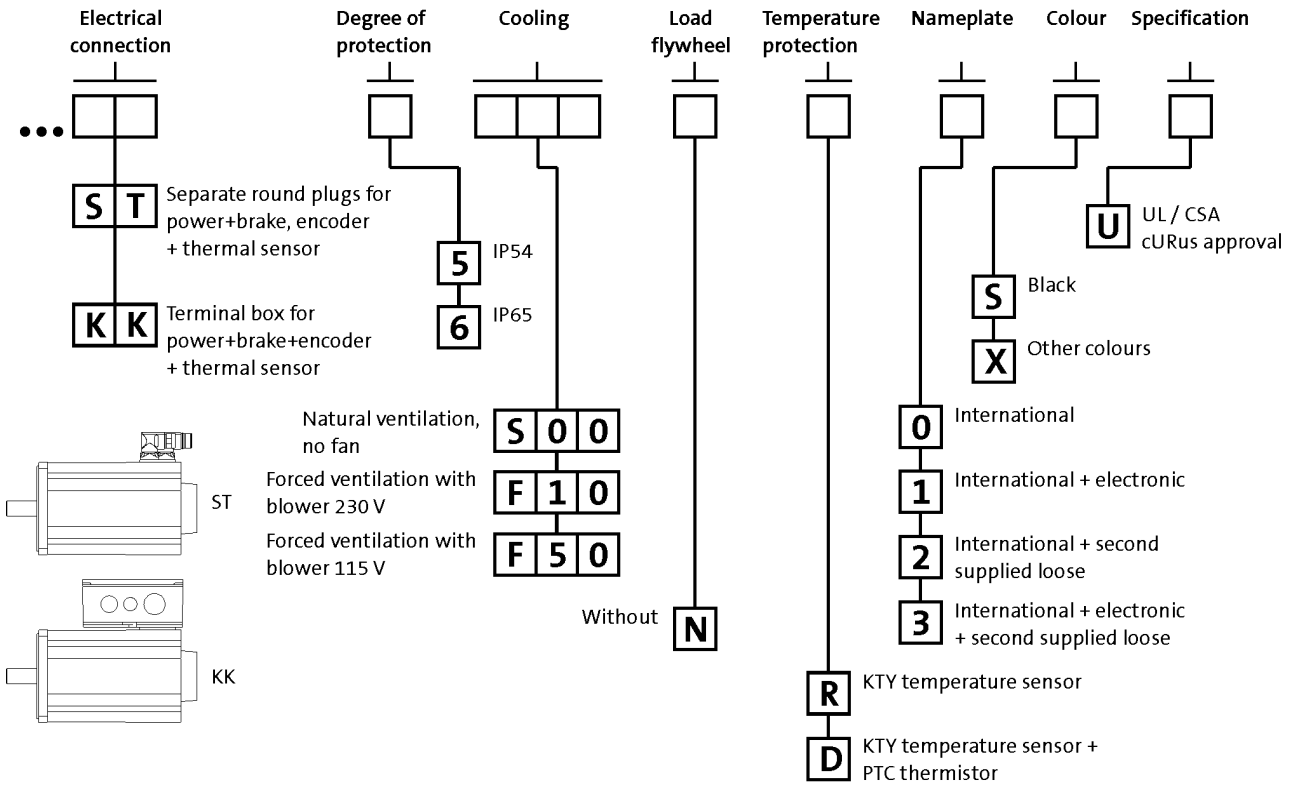 Electrical
connection
Degree of
protection
Cooling
Load
flywheel
Temperature
protection
Nameplate
Colour
Specification
•••
S T
Separate round plugs for
power+brake, encoder
+ thermal sensor
K K
Terminal box for
power+brake+encoder
+ thermal sensor
5
IP54
6
IP65
U
UL / CSA
cURus approval
S
Black
X
Other colours
Natural ventilation,
no fan
S 0 0
Forced ventilation with
blower 230 V
F 1 0
Forced ventilation with
blower 115 V
F 5 0
0
International
1
International + electronic
2
International + second
supplied loose
3
International + electronic
+ second supplied loose
Without
N
R
KTY temperature sensor
D
KTY temperature sensor +
PTC thermistor
ST
KK